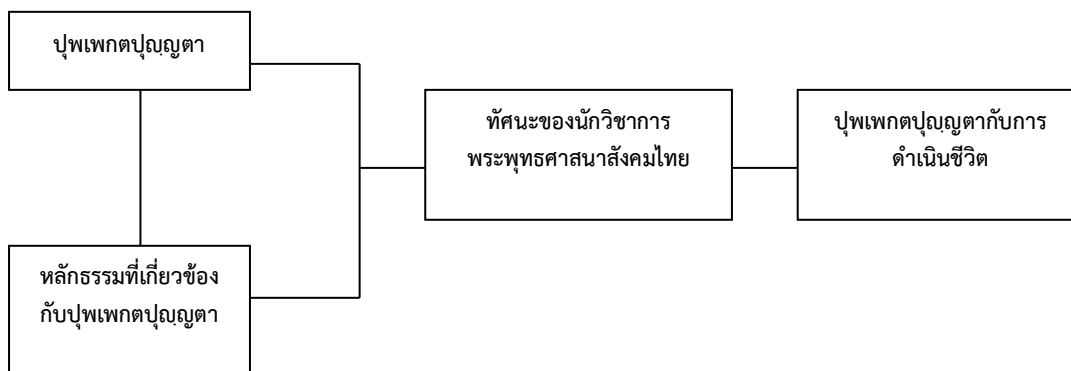 ปุพเพกตปุญฺญตา
ทัศนะของนักวิชาการ
พระพุทธศาสนาสังคมไทย
ปุพเพกตปุญฺญตากับการ
ดำเนินชีวิต
หลักธรรมที่เกี่ยวข้อง
กับปุพเพกตปุญฺญตา